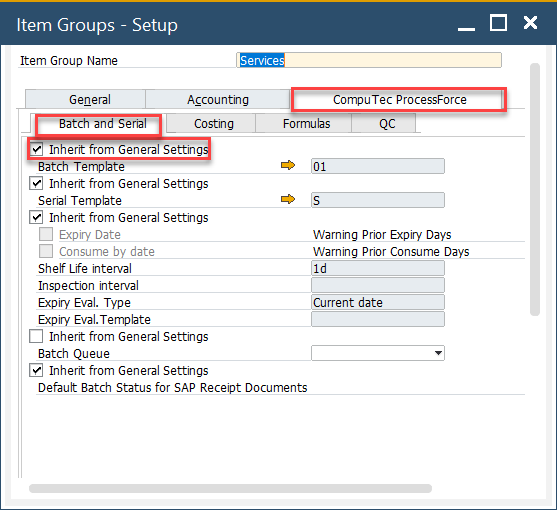 Item Groups - Setup
Item Group Name Services
General Accounting CompuTec ProcessForce
Batch and Serial Costing Formulas QC
Inherit from General Settings
Batch Template 01
Inherit from General Settings
Serial Template S
Inherit from General Settings
Expiry Date Warning Prior Expiry Days
Consume by date Warning Prior Consume Days
Shelf Life interval 1d
Inspection interval
Expiry Eval. Type Current date
Expiry Eval.Template
Inherit from General Settings
Batch Queue
Inherit from General Settings
Default Batch Status for SAP Receipt Documents